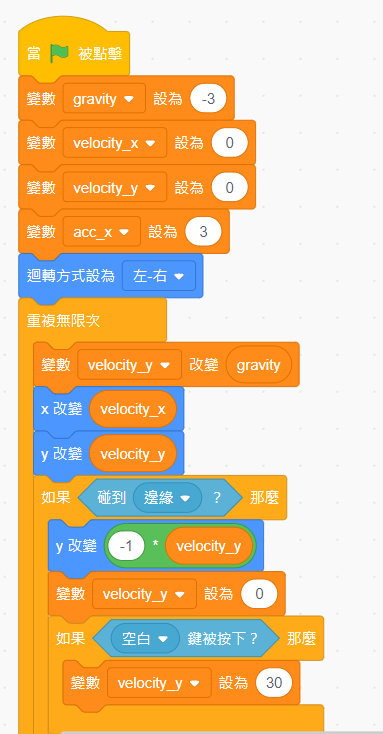 當 被點擊
變數 gravity 設為 -3
變數 velocity_x 設為 0
變數 velocity_y 設為 0
變數 acc_x 設為 3
迴轉方式設為 左-右
重複無限次
變數 velocity_y 改變 gravity
x 改變 velocity_x
y 改變 velocity_y
如果 碰到 邊緣 ? 那麼
y 改變 -1 * velocity_y
變數 velocity_y 設為 0
如果 空白 鍵被按下? 那麼
變數 velocity_y 設為 30